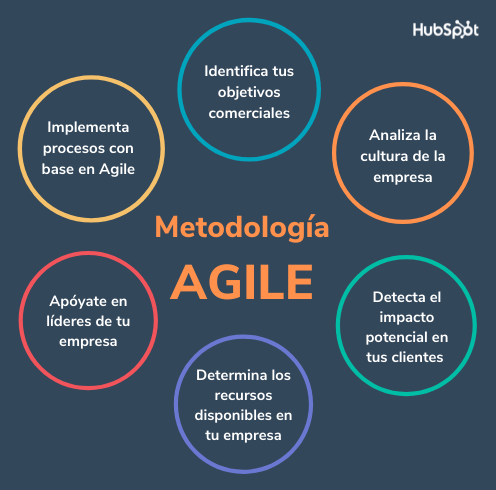 HubSpot
Identifica tus
objetivos
comerciales
Analiza la
cultura de la
empresa
Detecta el
impacto
potencial en
tus clientes
Determina los
recursos
disponibles en
tu empresa
Apóyate en
líderes de tu
empresa
Implementa
procesos con
base en Agile
Metodología
AGILE